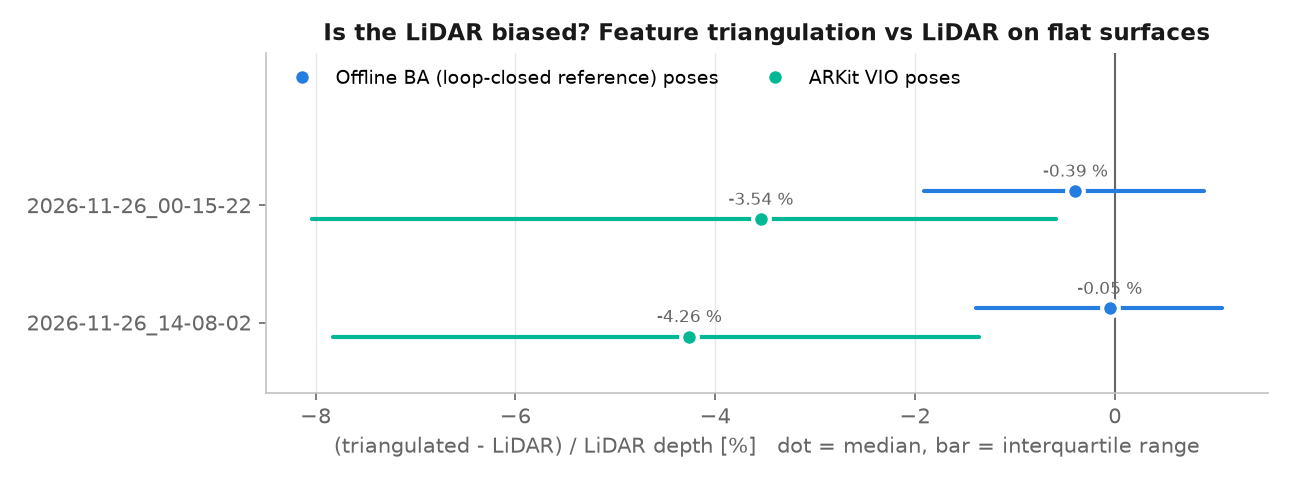 Is the LiDAR biased? Feature triangulation vs LiDAR on flat surfaces
Offline BA (loop-closed reference) poses
ARKit VIO poses
-0.39 %
2026-11-26_00-15-22
-3.54 %
-0.05 %
2026-11-26_14-08-02
-4.26 %
−8 −6 −4 −2 0
(triangulated - LiDAR) / LiDAR depth [%] dot = median, bar = interquartile range